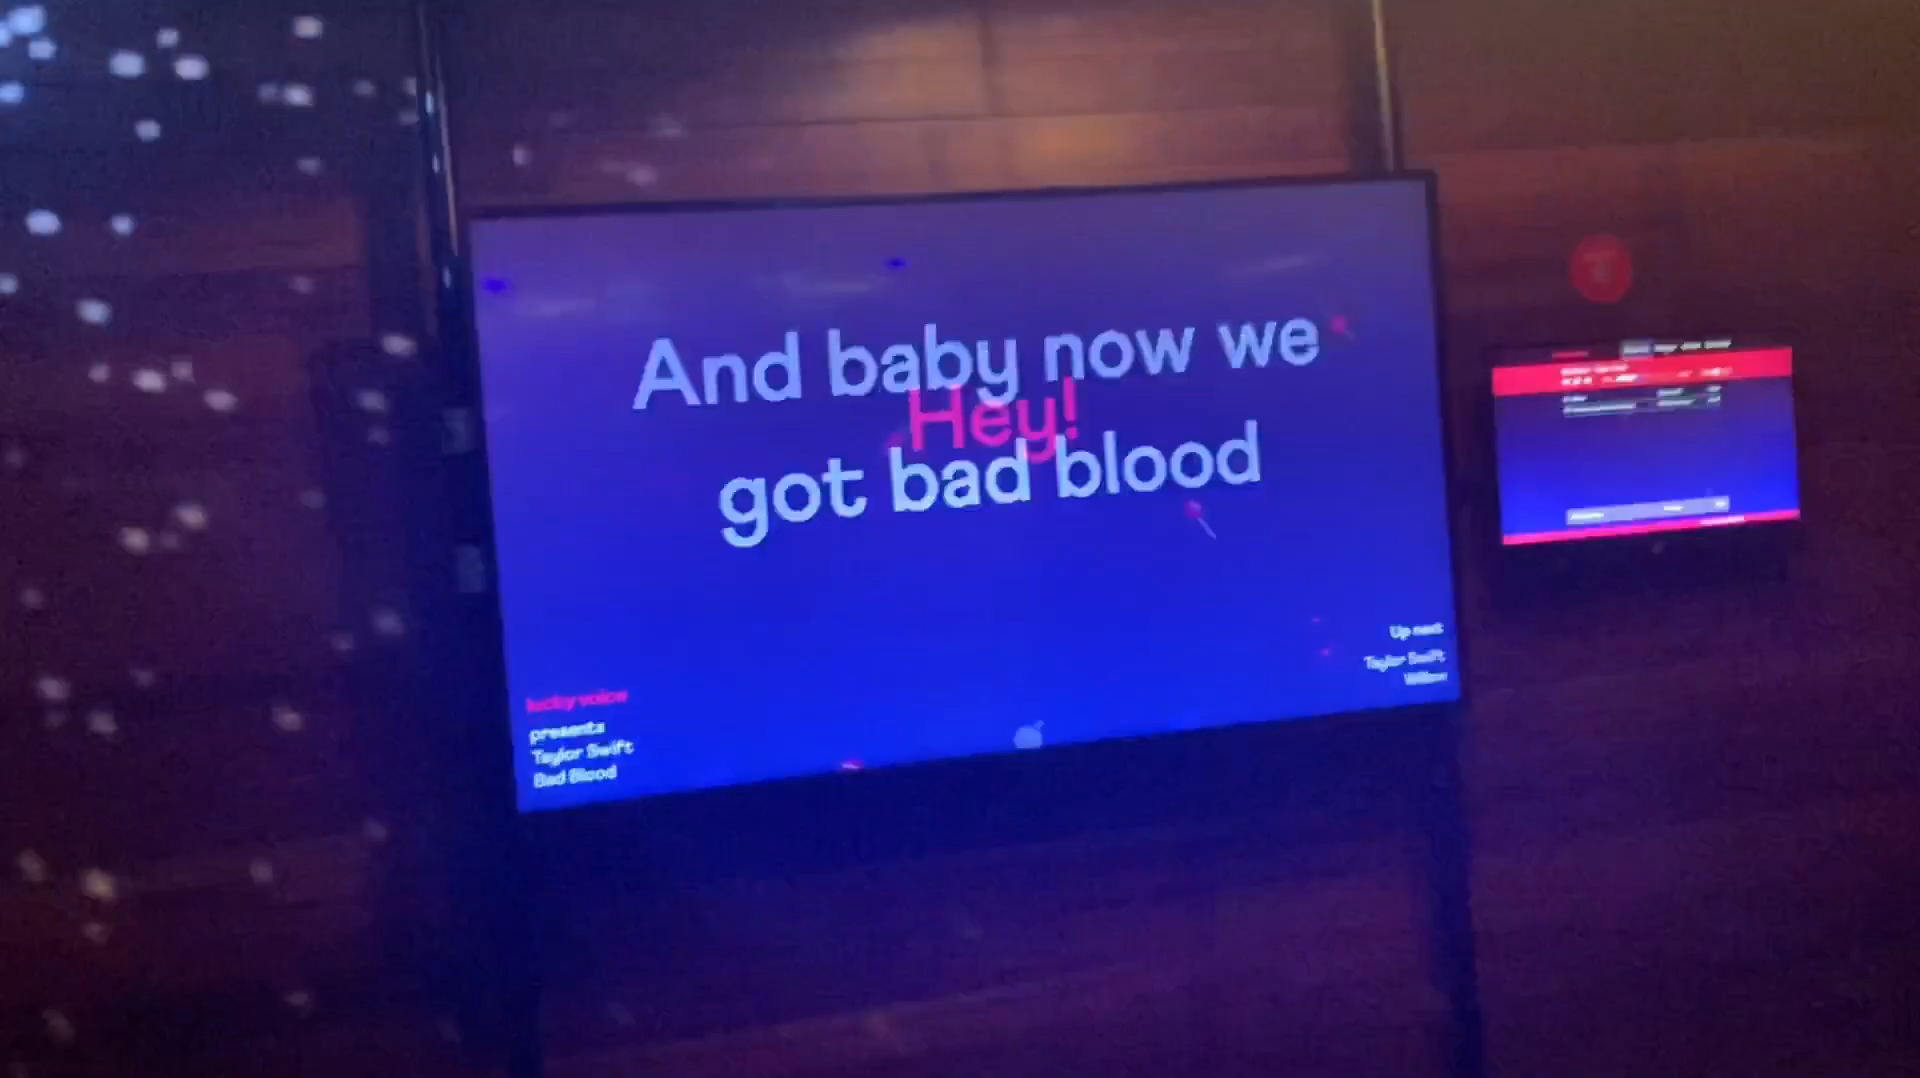 And baby now we
Hey!
got bad blood
lucky voice
presents
Taylor Swift
Bad Blood
Up next
Taylor Swift
Willow